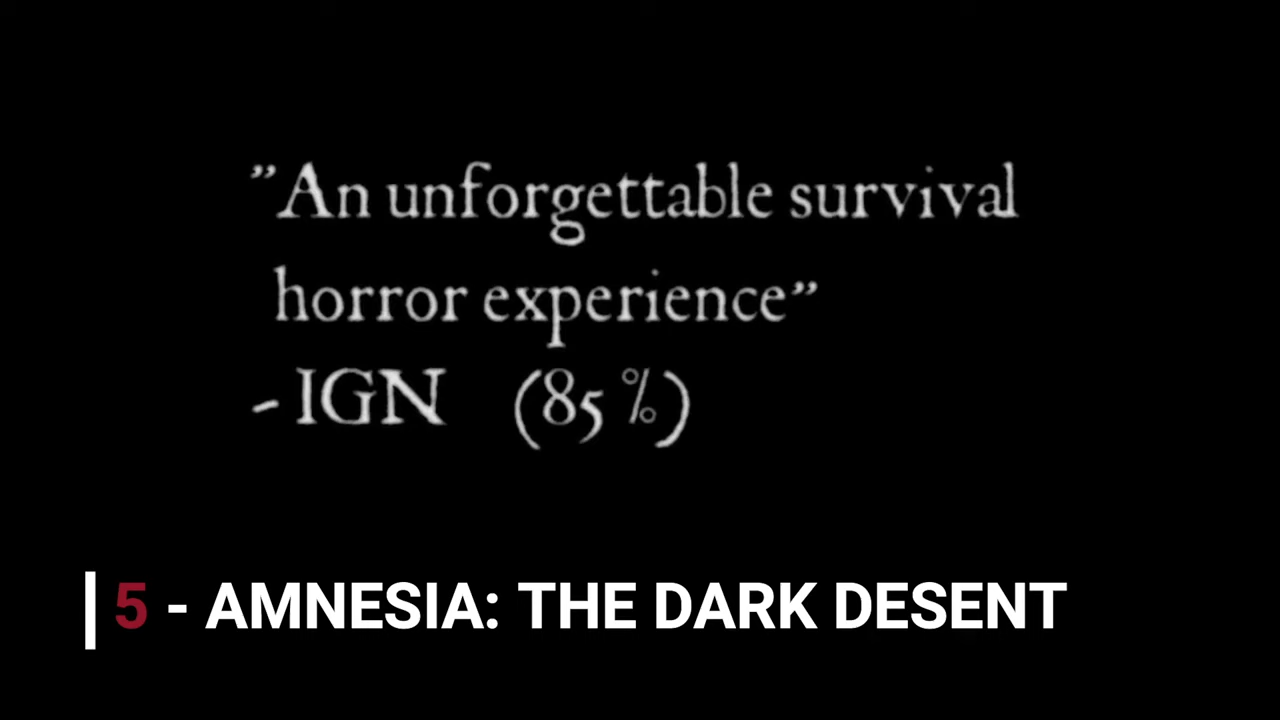 ”An unforgettable survival
horror experience”
- IGN (85 %)
5 - AMNESIA: THE DARK DESENT